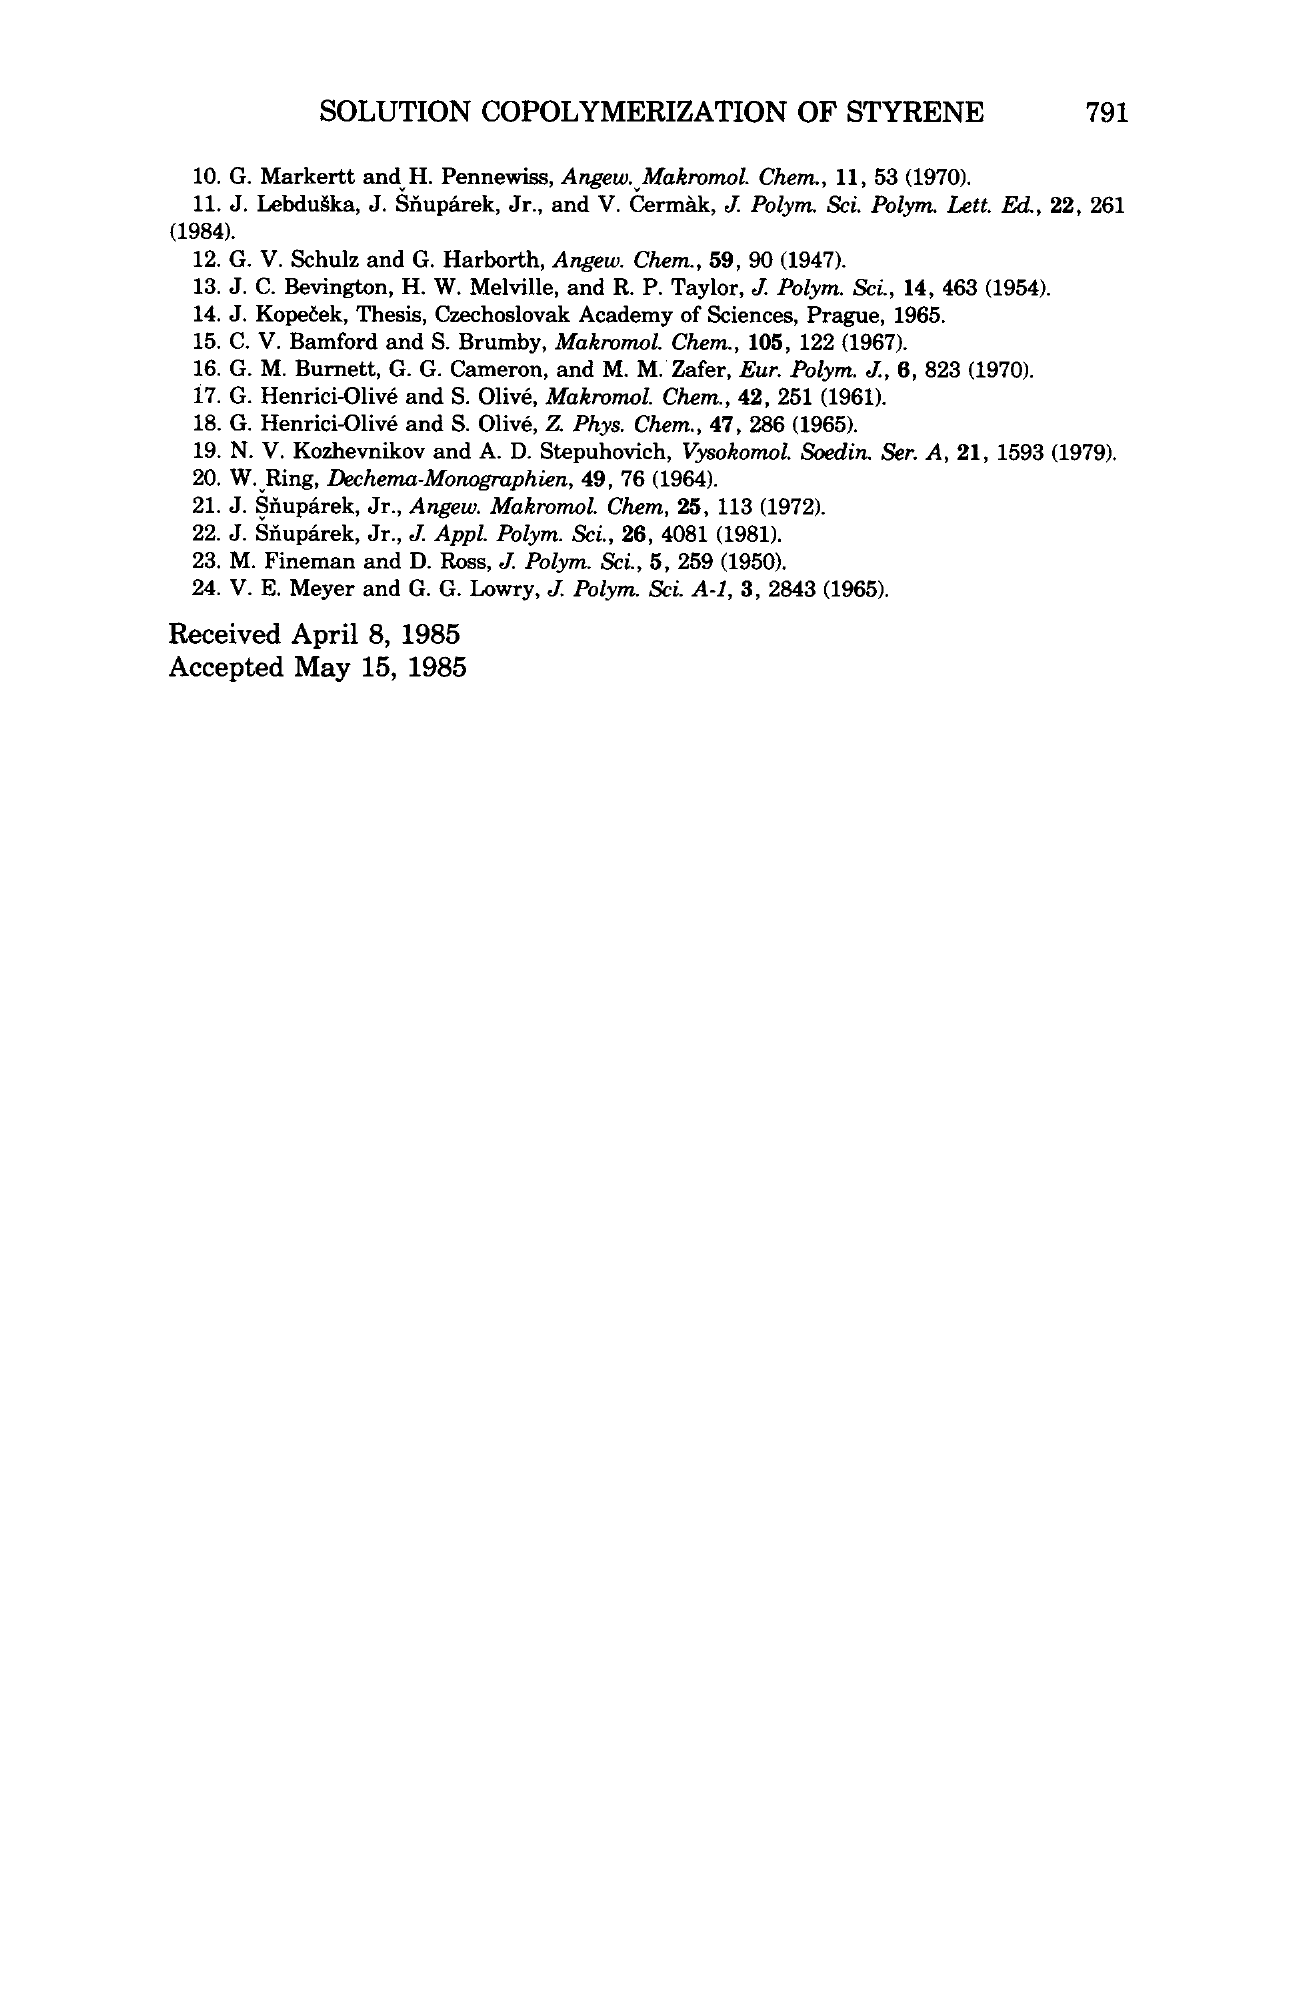 SOLUTION COPOLYMERIZATION OF STYRENE 791
10. G. Markertt and H. Pennewiss, Angew. Makromol. Chem., 11, 53 (1970).
11. J. Lebduška, J. Šňupárek, Jr., and V. Čermàk, J. Polym. Sci. Polym. Lett. Ed., 22, 261
(1984).
12. G. V. Schulz and G. Harborth, Angew. Chem., 59, 90 (1947).
13. J. C. Bevington, H. W. Melville, and R. P. Taylor, J. Polym. Sci., 14, 463 (1954).
14. J. Kopeček, Thesis, Czechoslovak Academy of Sciences, Prague, 1965.
15. C. V. Bamford and S. Brumby, Makromol. Chem., 105, 122 (1967).
16. G. M. Burnett, G. G. Cameron, and M. M. Zafer, Eur. Polym. J., 6, 823 (1970).
17. G. Henrici-Olivé and S. Olivé, Makromol. Chem., 42, 251 (1961).
18. G. Henrici-Olivé and S. Olivé, Z. Phys. Chem., 47, 286 (1965).
19. N. V. Kozhevnikov and A. D. Stepuhovich, Vysokomol. Soedin. Ser. A, 21, 1593 (1979).
20. W. Ring, Dechema-Monographien, 49, 76 (1964).
21. J. Šňupárek, Jr., Angew. Makromol. Chem, 25, 113 (1972).
22. J. Šňupárek, Jr., J. Appl. Polym. Sci., 26, 4081 (1981).
23. M. Fineman and D. Ross, J. Polym. Sci., 5, 259 (1950).
24. V. E. Meyer and G. G. Lowry, J. Polym. Sci. A-1, 3, 2843 (1965).
Received April 8, 1985
Accepted May 15, 1985